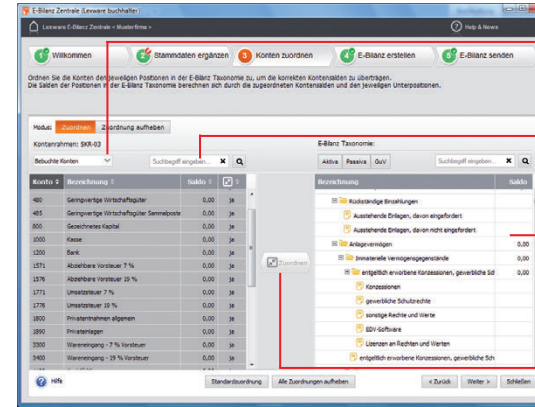 E-Bilanz Zentrale (Lexware buchhalter)
Lexware E-Bilanz Zentrale - Musterfirma
Help & News
Willkommen
Stammdaten ergänzen
3 Konten zuordnen
E-Bilanz erstellen
E-Bilanz senden
Ordnen Sie die Konten den jeweiligen Positionen in der E-Bilanz Taxonomie zu, um die korrekten Kontensalden zu übertragen.
Die Salden der Positionen in der E-Bilanz Taxonomie berechnen sich durch die zugeordneten Kontensalden und den jeweiligen Unterpositionen.
Modus: Zuordnen Zuordnung aufheben
Kontenrahmen: SKR-03
Bebuchte Konten
Suchbegriff eingeben...
Konto Bezeichnung Saldo
480 Geringwertige Wirtschaftsgüter 0,00 ja
485 Geringwertige Wirtschaftsgüter Sammelposte 0,00 ja
800 Gezeichnetes Kapital 0,00 ja
1000 Kasse 0,00 ja
1200 Bank 0,00 ja
1571 Abziehbare Vorsteuer 7 % 0,00 ja
1576 Abziehbare Vorsteuer 19 % 0,00 ja
1771 Umsatzsteuer 7 % 0,00 ja
1776 Umsatzsteuer 19 % 0,00 ja
1800 Privatentnahmen allgemein 0,00 ja
1890 Privateinlagen 0,00 ja
3300 Wareneingang - 7 % Vorsteuer 0,00 ja
3400 Wareneingang - 19 % Vorsteuer 0,00 ja
Zuordnen
E-Bilanz Taxonomie:
Aktiva Passiva GuV
Suchbegriff eingeben...
Bezeichnung Saldo
Rückständige Einzahlungen
Ausstehende Einlagen, davon eingefordert
Ausstehende Einlagen, davon nicht eingefordert
Anlagevermögen 0,00
Immaterielle Vermögensgegenstände 0,00
entgeltlich erworbene Konzessionen, gewerbliche Sch 0,00
Konzessionen
gewerbliche Schutzrechte
sonstige Rechte und Werte
EDV-Software
Lizenzen an Rechten und Werten
entgeltlich erworbene Konzessionen, gewerbliche Sch
Hilfe
Standardzuordnung
Alle Zuordnungen aufheben
< Zurück
Weiter >
Schließen